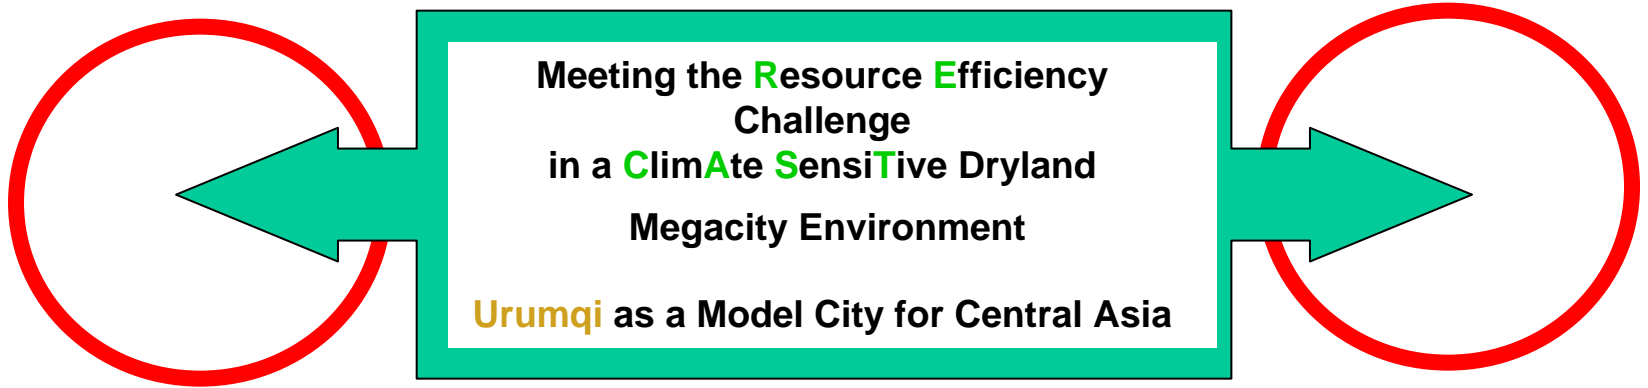 Meeting the Resource Efficiency
Challenge
in a ClimAte SensiTive Dryland
Megacity Environment
Urumqi as a Model City for Central Asia